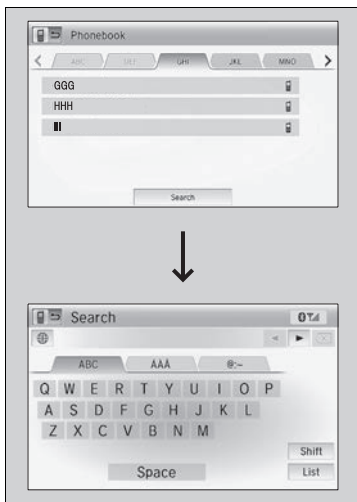 Phonebook
ABC DEF GHI JKL MNO
GGG
HHH
III
Search
Search
ABC ÀÁÂ @:~
Q W E R T Y U I O P
A S D F G H J K L
Z X C V B N M
Shift
Space List